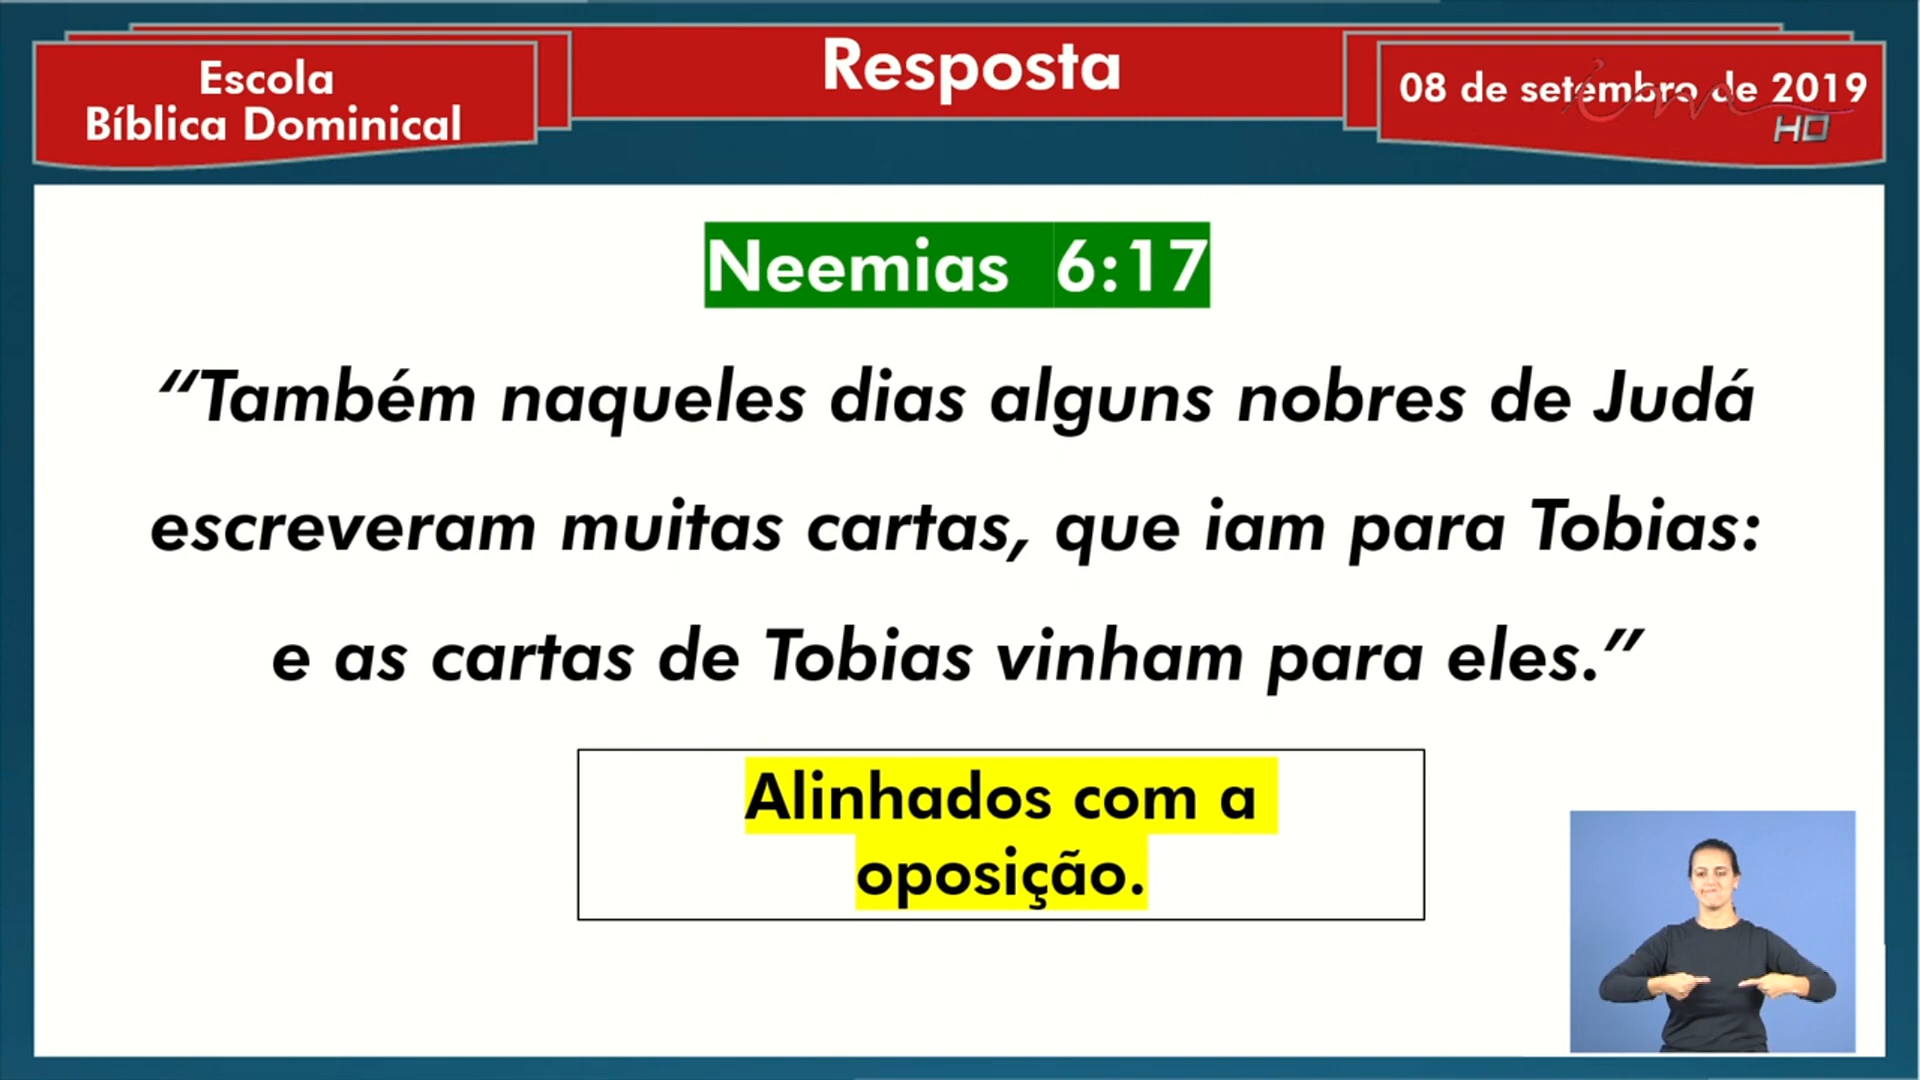 Escola
Bíblica Dominical
Resposta
08 de setembro de 2019
HD
Neemias 6:17
“Também naqueles dias alguns nobres de Judá
escreveram muitas cartas, que iam para Tobias:
e as cartas de Tobias vinham para eles.”
Alinhados com a
oposição.